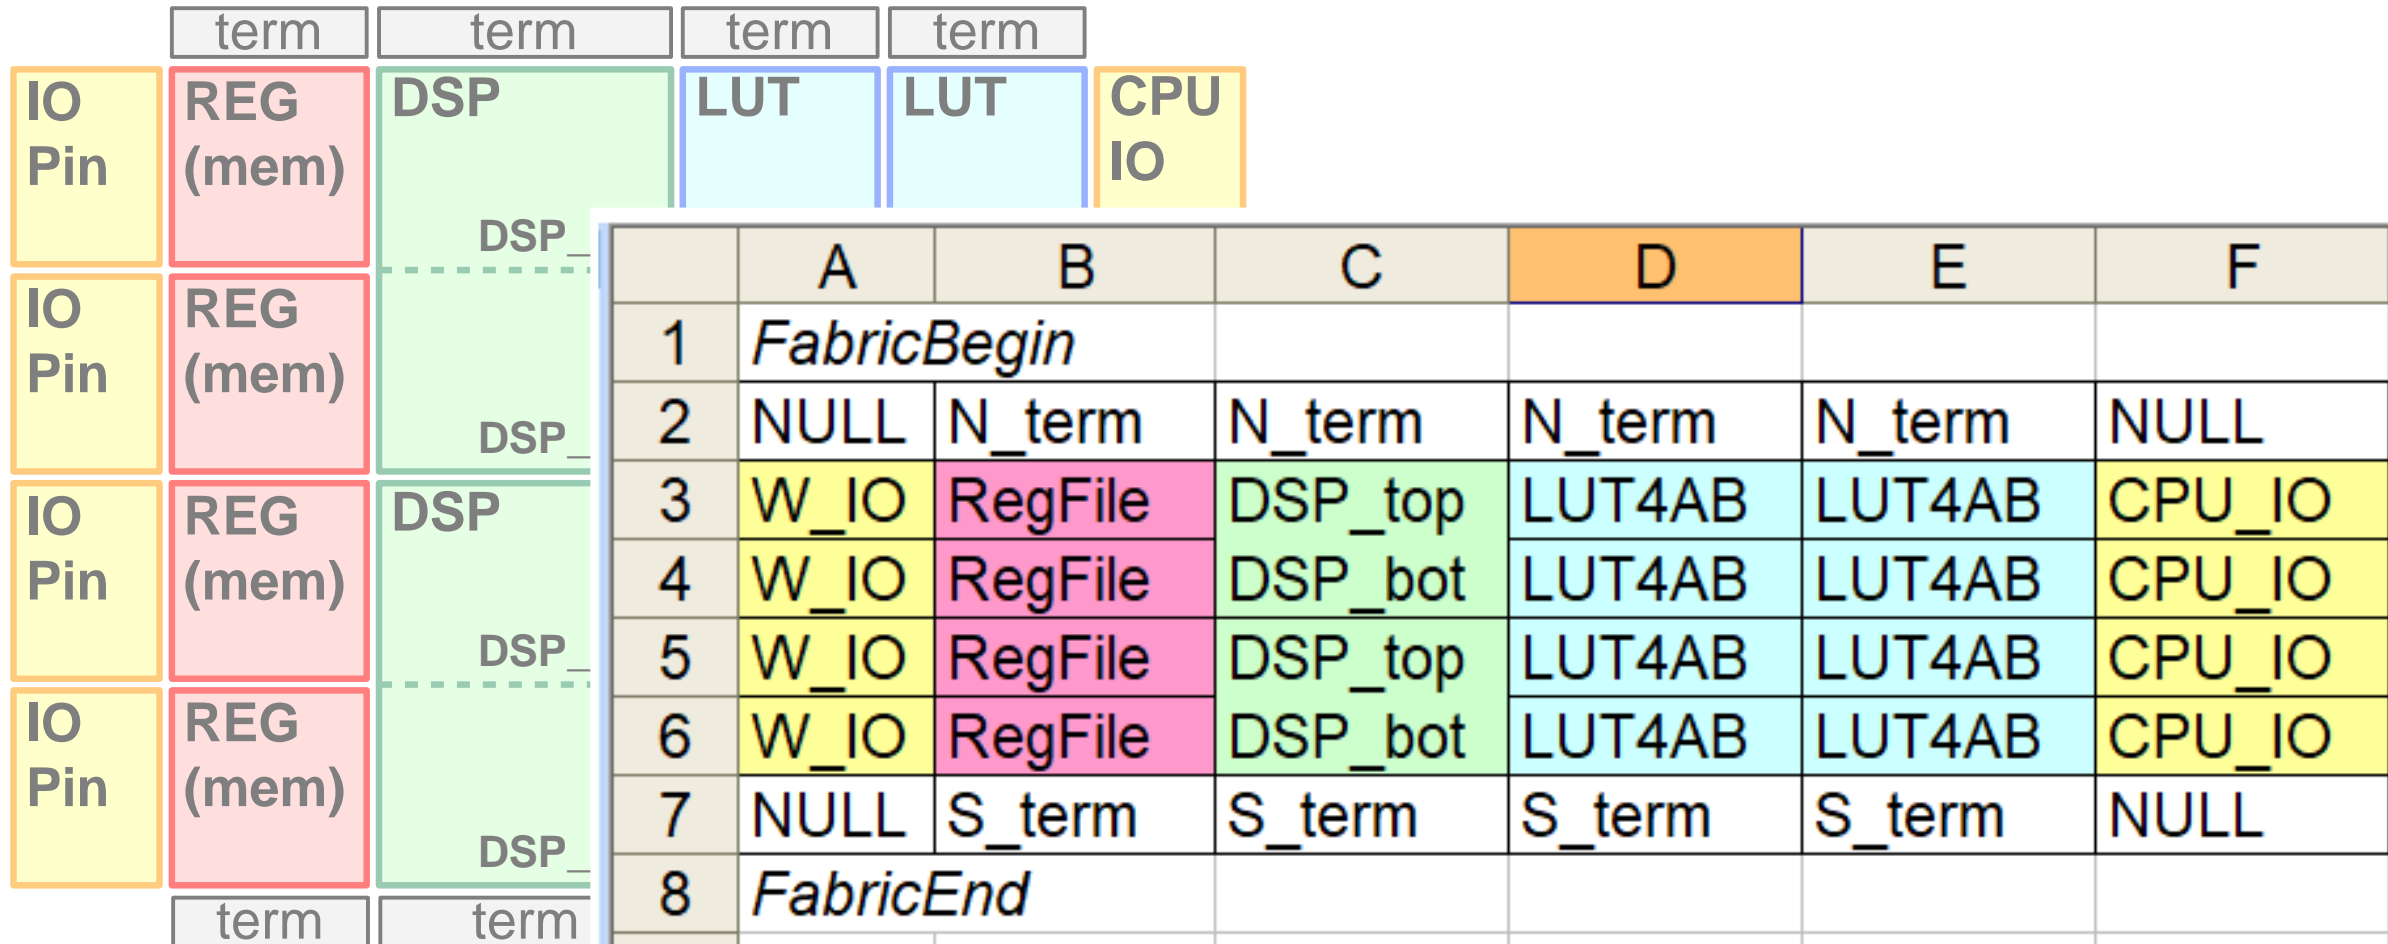 term term term term
IO Pin REG (mem) DSP LUT LUT CPU IO
DSP_
IO Pin REG (mem)
DSP_
IO Pin REG (mem) DSP
DSP_
IO Pin REG (mem)
DSP_
term term
A B C D E F
1 FabricBegin
2 NULL N_term N_term N_term N_term NULL
3 W_IO RegFile DSP_top LUT4AB LUT4AB CPU_IO
4 W_IO RegFile DSP_bot LUT4AB LUT4AB CPU_IO
5 W_IO RegFile DSP_top LUT4AB LUT4AB CPU_IO
6 W_IO RegFile DSP_bot LUT4AB LUT4AB CPU_IO
7 NULL S_term S_term S_term S_term NULL
8 FabricEnd